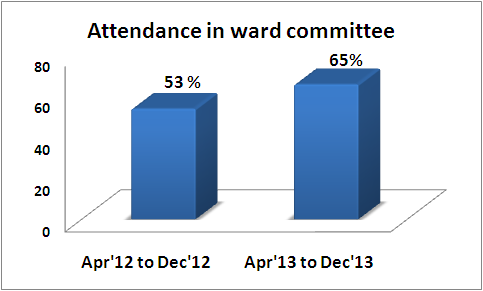 Attendance in ward committee
80
60
40
20
0
53 %
65%
Apr'12 to Dec'12
Apr'13 to Dec'13